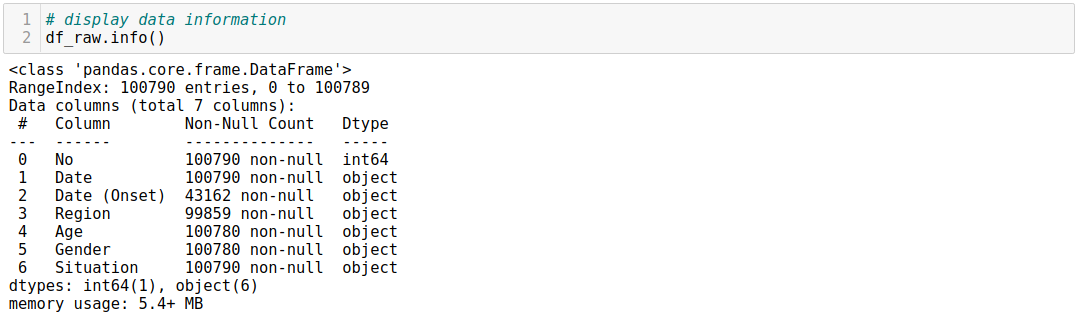 1 # display data information
2 df_raw.info()
<class 'pandas.core.frame.DataFrame'>
RangeIndex: 100790 entries, 0 to 100789
Data columns (total 7 columns):
 #   Column        Non-Null Count   Dtype
---  ------        --------------   -----
 0   No            100790 non-null  int64
 1   Date          100790 non-null  object
 2   Date (Onset)  43162 non-null   object
 3   Region        99859 non-null   object
 4   Age           100780 non-null  object
 5   Gender        100780 non-null  object
 6   Situation     100790 non-null  object
dtypes: int64(1), object(6)
memory usage: 5.4+ MB